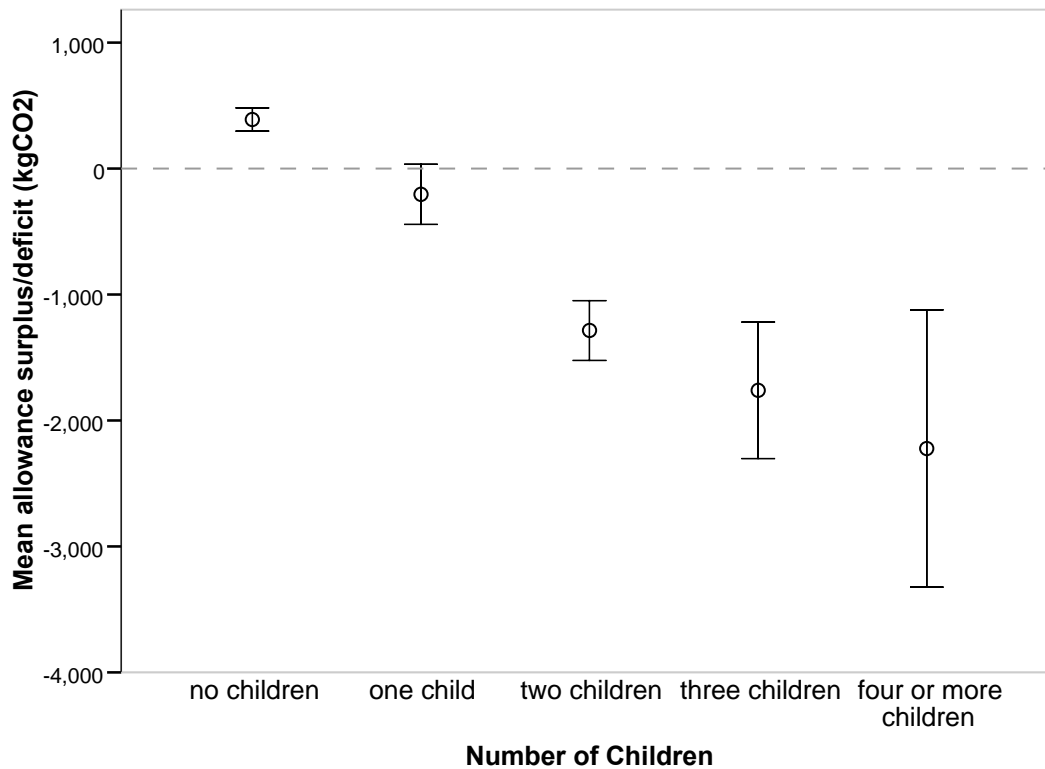 Mean allowance surplus/deficit (kgCO2)
1,000
0
-1,000
-2,000
-3,000
-4,000
no children
one child
two children
three children
four or more
children
Number of Children